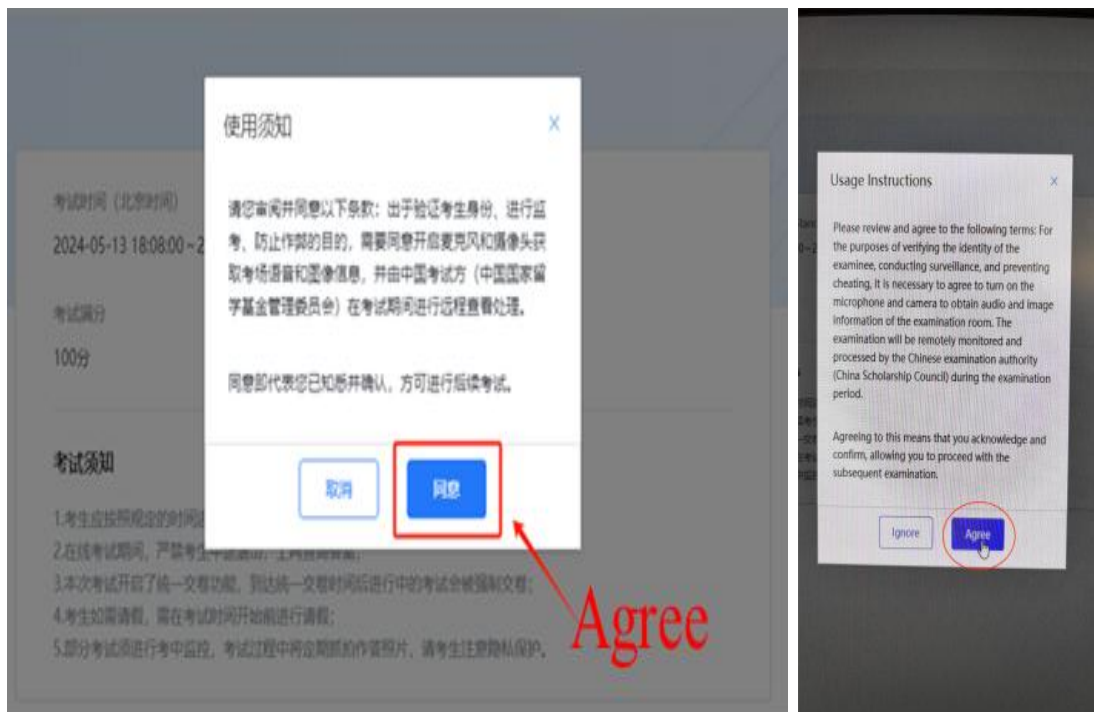 使用须知
考试时间（北京时间）
2024-05-13 18:08:00 ~ 2
考试满分
100分
请您审阅并同意以下条款：出于验证考生身份、进行监
考、防止作弊的目的，需要同意开启麦克风和摄像头获
取考场语音和图像信息，并由中国考试方（中国国家留
学基金管理委员会）在考试期间进行远程查看处理。
同意即代表您已知悉并确认，方可进行后续考试。
取消
同意
Agree
考试须知
1.考生应按照规定的时间
2.在线考试期间，严禁考生
3.本次考试开启了统一交卷功能，到达统一交卷时间后进行中的考试会被强制交卷；
4.考生如需请假，需在考试时间开始前进行请假；
5.部分考试须进行考中监控，考试过程中将定期抓拍作答照片，请考生注意隐私保护。
Usage Instructions
Please review and agree to the following terms: For
the purposes of verifying the identity of the
examinee, conducting surveillance, and preventing
cheating, It is necessary to agree to turn on the
microphone and camera to obtain audio and image
information of the examination room. The
examination will be remotely monitored and
processed by the Chinese examination authority
(China Scholarship Council) during the examination
period.
Agreeing to this means that you acknowledge and
confirm, allowing you to proceed with the
subsequent examination.
Ignore
Agree